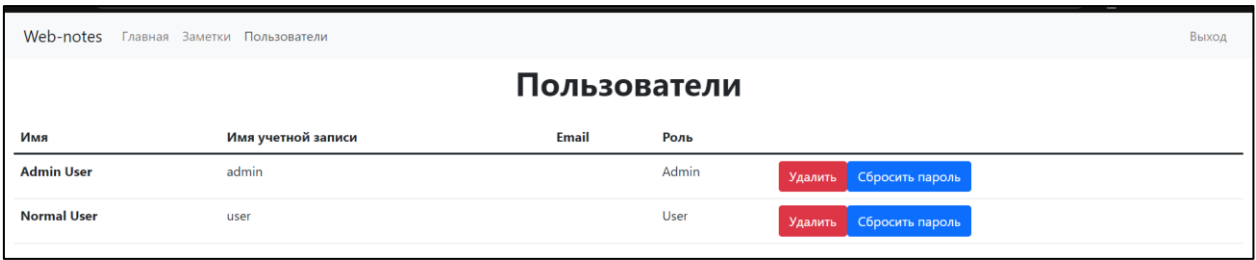 Web-notes Главная Заметки Пользователи Выход
Пользователи
Имя Имя учетной записи Email Роль
Admin User admin Admin Удалить Сбросить пароль
Normal User user User Удалить Сбросить пароль